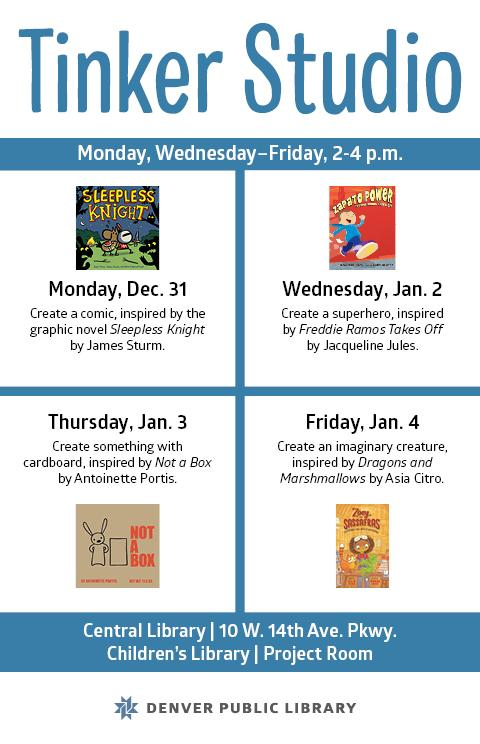 Tinker Studio
Monday, Wednesday–Friday, 2-4 p.m.
SLEEPLESS
KNIGHT
Monday, Dec. 31
Create a comic, inspired by the
graphic novel Sleepless Knight
by James Sturm.
ZAPATO POWER
Wednesday, Jan. 2
Create a superhero, inspired
by Freddie Ramos Takes Off
by Jacqueline Jules.
Thursday, Jan. 3
Create something with
cardboard, inspired by Not a Box
by Antoinette Portis.
NOT
A
BOX
BY ANTOINETTE PORTIS
Friday, Jan. 4
Create an imaginary creature,
inspired by Dragons and
Marshmallows by Asia Citro.
Zoey
SASSAFRAS
Central Library | 10 W. 14th Ave. Pkwy.
Children's Library | Project Room
DENVER PUBLIC LIBRARY